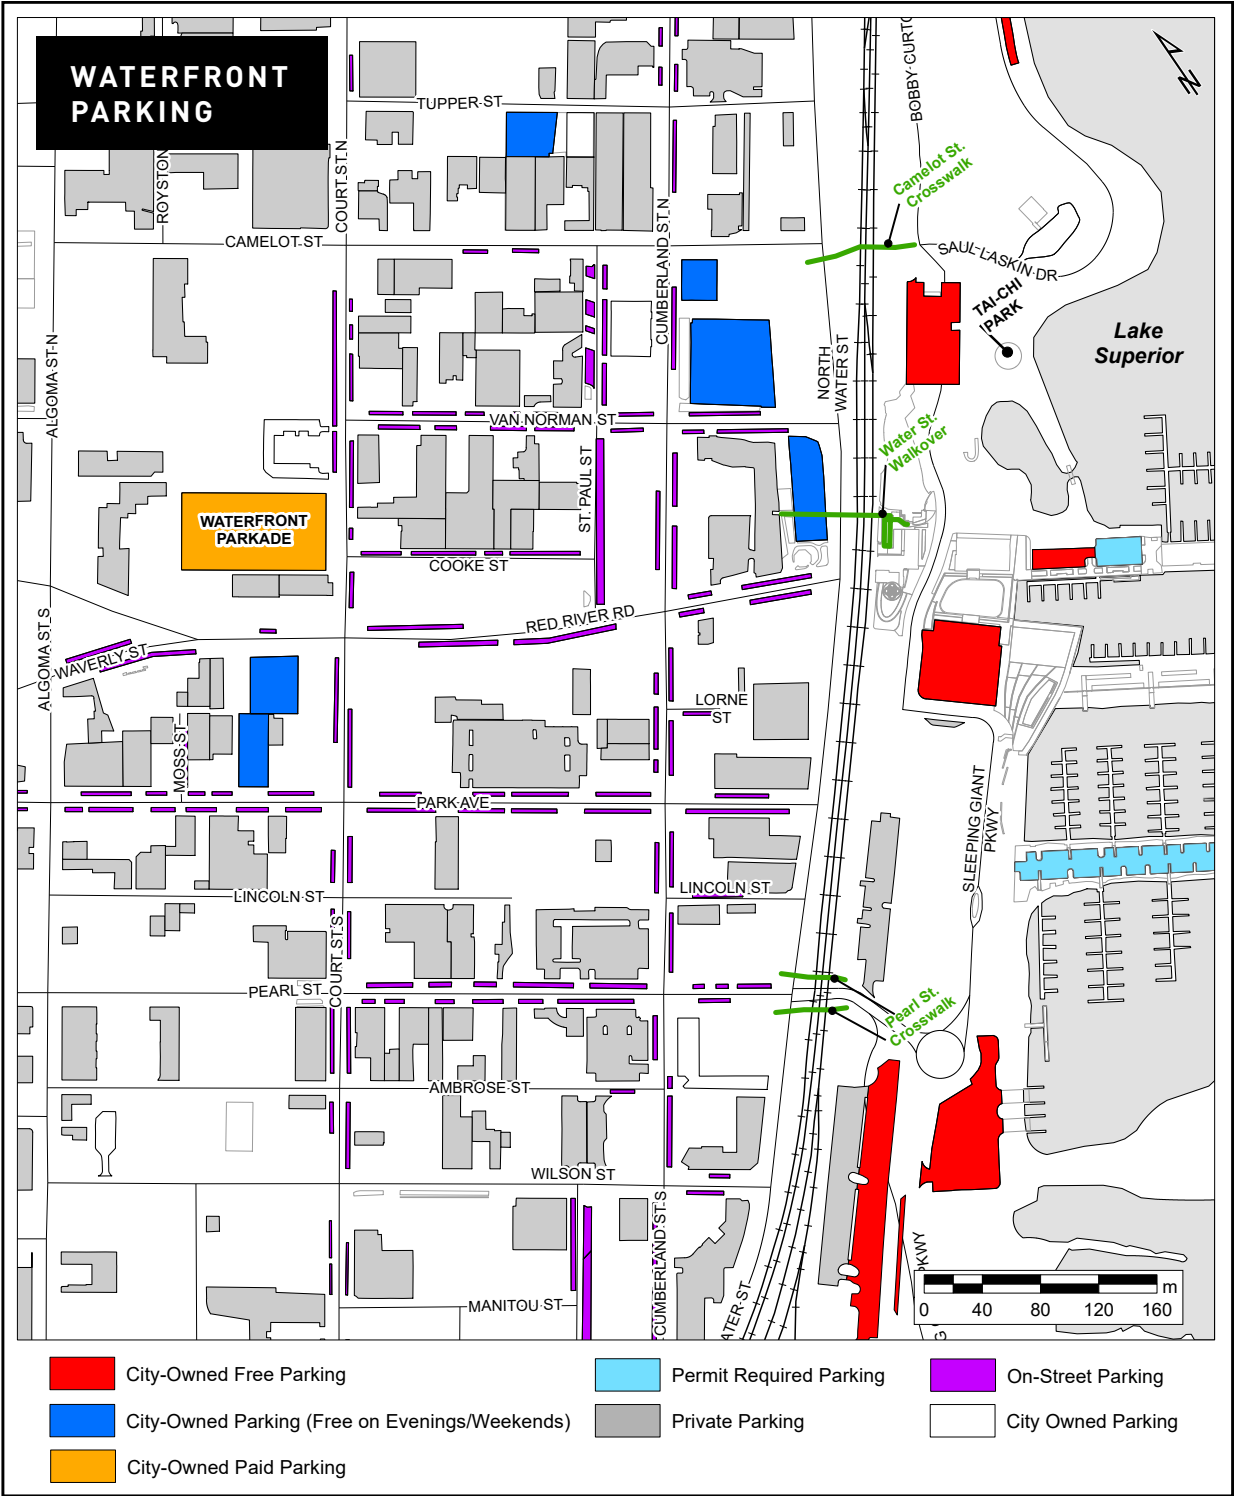 WATERFRONT
PARKING
TUPPER ST
BOBBY CURTO
ROYSTON
COURT ST N
CUMBERLAND ST N
Camelot St.
Crosswalk
CAMELOT ST
SAUL LASKIN DR
TAI-CHI
PARK
Lake
Superior
ALGOMA ST N
NORTH
WATER ST
VAN NORMAN ST
Water St.
Walkover
ST. PAUL ST
WATERFRONT
PARKADE
COOKE ST
RED RIVER RD
ALGOMA ST S
WAVERLY ST
LORNE
ST
MOSS ST
PARK AVE
SLEEPING GIANT
PKWY
LINCOLN ST
LINCOLN ST
COURT ST S
PEARL ST
Pearl St.
Crosswalk
AMBROSE ST
WILSON ST
CUMBERLAND ST S
MANITOU ST
ATER ST
PKWY
G
m
0 40 80 120 160
City-Owned Free Parking
Permit Required Parking
On-Street Parking
City-Owned Parking (Free on Evenings/Weekends)
Private Parking
City Owned Parking
City-Owned Paid Parking